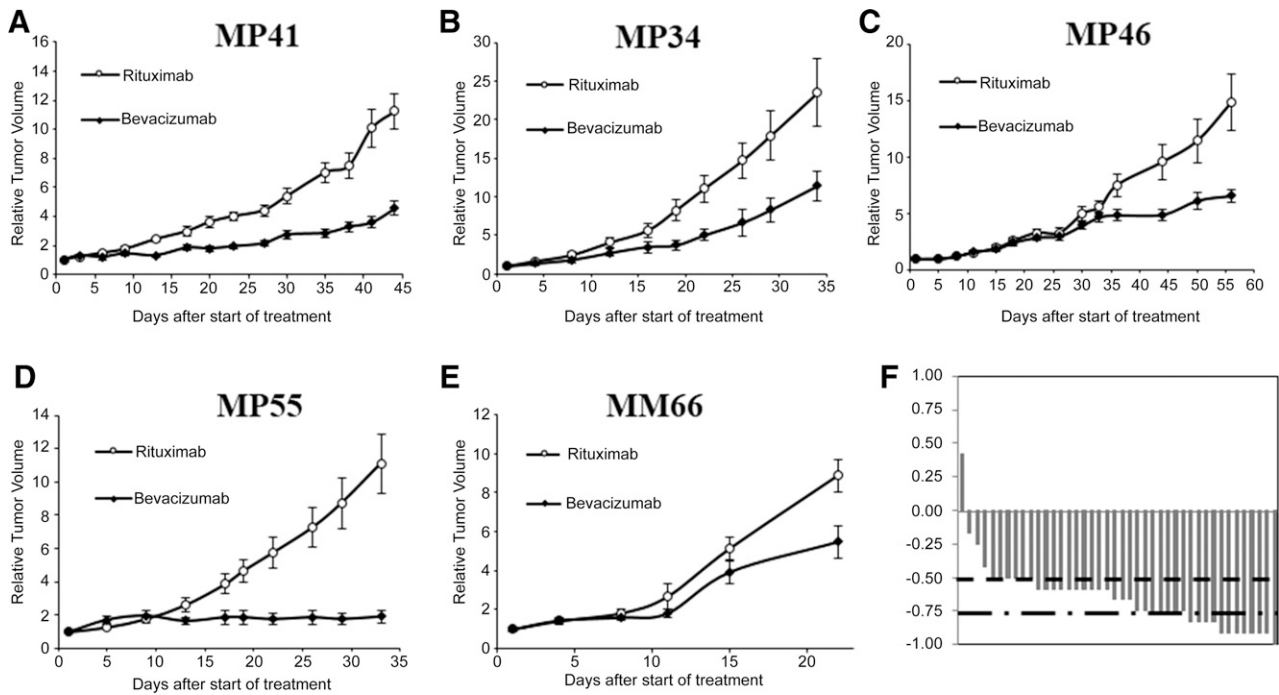 A
MP41
Relative Tumor Volume
16
14
12
10
8
6
4
2
0
Rituximab
Bevacizumab
0 5 10 15 20 25 30 35 40 45
Days after start of treatment
B
MP34
Relative Tumor Volume
30
25
20
15
10
5
0
Rituximab
Bevacizumab
0 5 10 15 20 25 30 35
Days after start of treatment
C
MP46
Relative Tumor Volume
20
15
10
5
0
Rituximab
Bevacizumab
0 5 10 15 20 25 30 35 40 45 50 55 60
Days after start of treatment
D
MP55
Relative Tumor Volume
14
12
10
8
6
4
2
0
Rituximab
Bevacizumab
0 5 10 15 20 25 30 35
Days after start of treatment
E
MM66
Relative Tumor Volume
12
10
8
6
4
2
0
Rituximab
Bevacizumab
0 5 10 15 20
Days after start of treatment
F
1.00
0.75
0.50
0.25
0.00
-0.25
-0.50
-0.75
-1.00